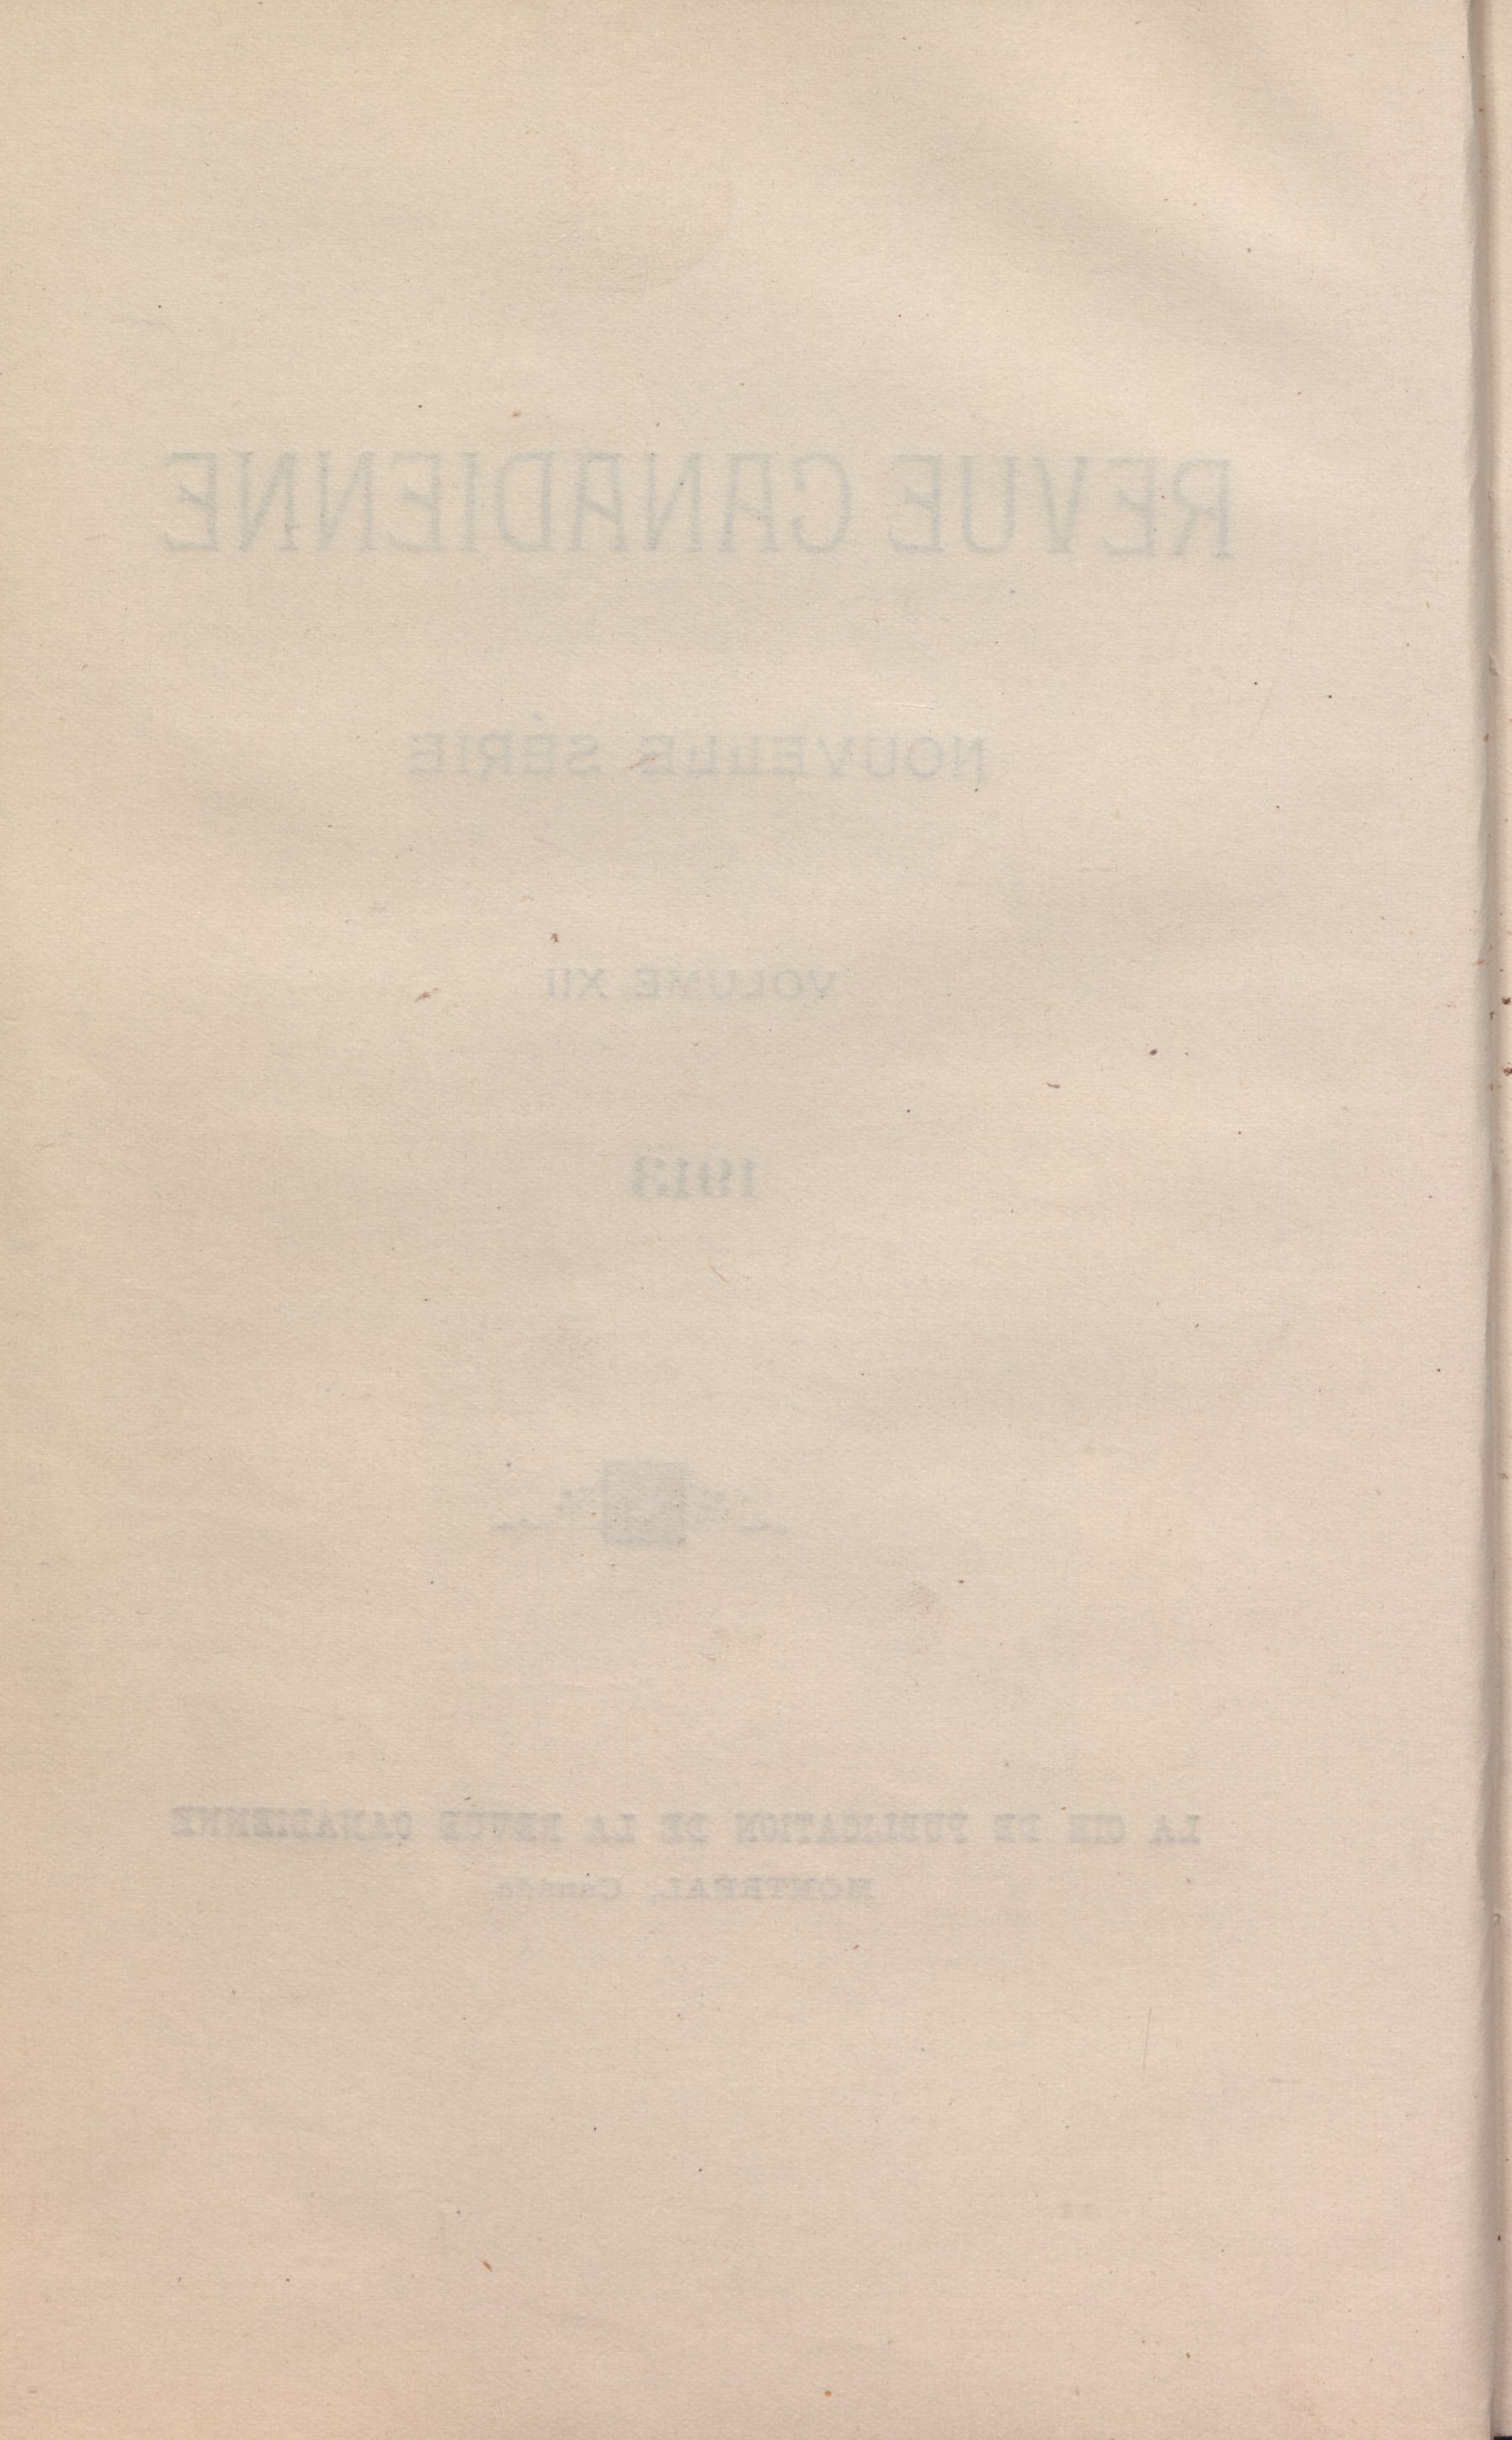 REVUE CANADIENNE
NOUVELLE SÉRIE
VOLUME XII
1913
LA CIE DE PUBLICATION DE LA REVUE CANADIENNE
MONTREAL, Canada